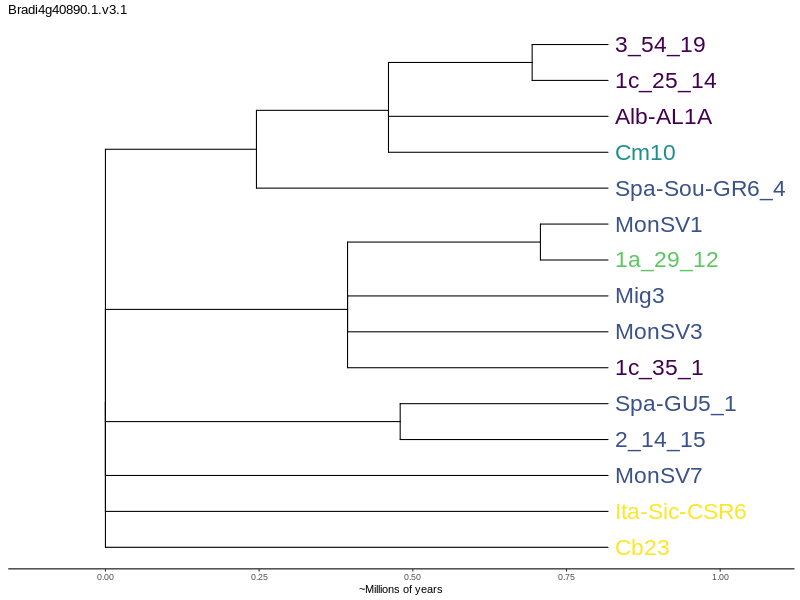 Bradi4g40890.1.v3.1
3_54_19
1c_25_14
Alb-AL1A
Cm10
Spa-Sou-GR6_4
MonSV1
1a_29_12
Mig3
MonSV3
1c_35_1
Spa-GU5_1
2_14_15
MonSV7
Ita-Sic-CSR6
Cb23
0.00 0.25 0.50 0.75 1.00
~Millions of years